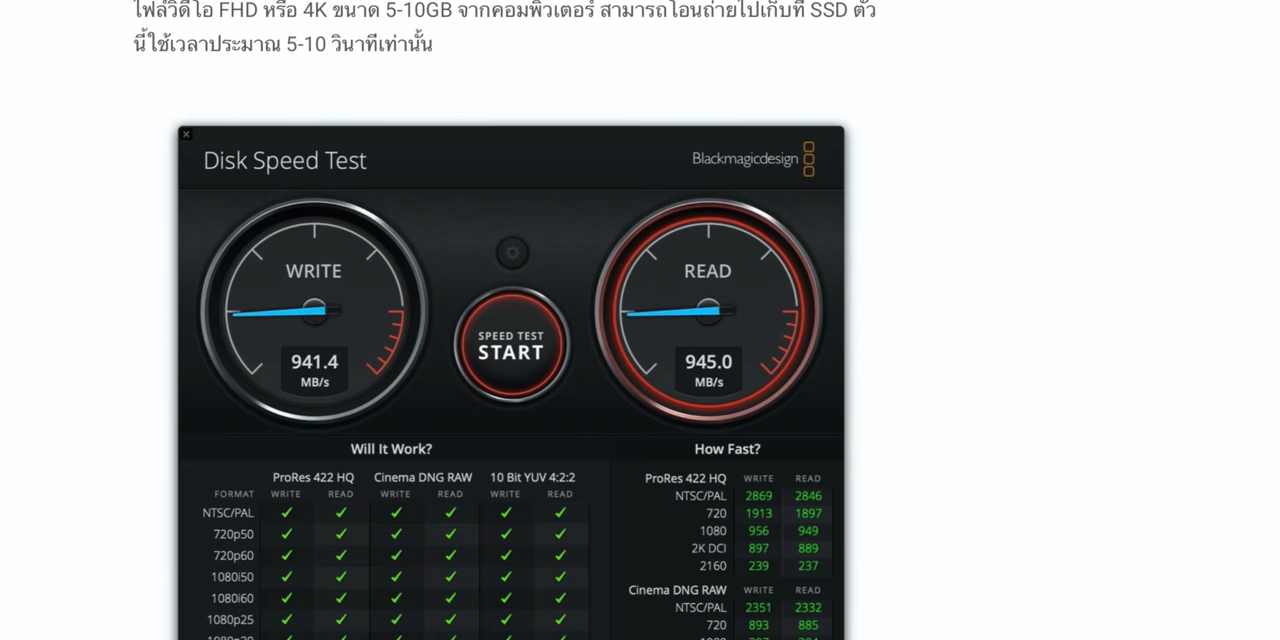 ไฟล์วิดีโอ FHD หรือ 4K ขนาด 5-10GB จากคอมพิวเตอร์ สามารถโอนถ่ายไปเก็บที่ SSD ตัว
นี้ใช้เวลาประมาณ 5-10 วินาทีเท่านั้น
Disk Speed Test
Blackmagicdesign
WRITE
941.4
MB/s
SPEED TEST
START
READ
945.0
MB/s
Will It Work?
ProRes 422 HQ Cinema DNG RAW 10 Bit YUV 4:2:2
FORMAT WRITE READ WRITE READ WRITE READ
NTSC/PAL ✓ ✓ ✓ ✓ ✓ ✓
720p50 ✓ ✓ ✓ ✓ ✓ ✓
720p60 ✓ ✓ ✓ ✓ ✓ ✓
1080i50 ✓ ✓ ✓ ✓ ✓ ✓
1080i60 ✓ ✓ ✓ ✓ ✓ ✓
1080p25 ✓ ✓ ✓ ✓ ✓ ✓
How Fast?
ProRes 422 HQ WRITE READ
NTSC/PAL 2869 2846
720 1913 1897
1080 956 949
2K DCI 897 889
2160 239 237
Cinema DNG RAW WRITE READ
NTSC/PAL 2351 2332
720 893 885